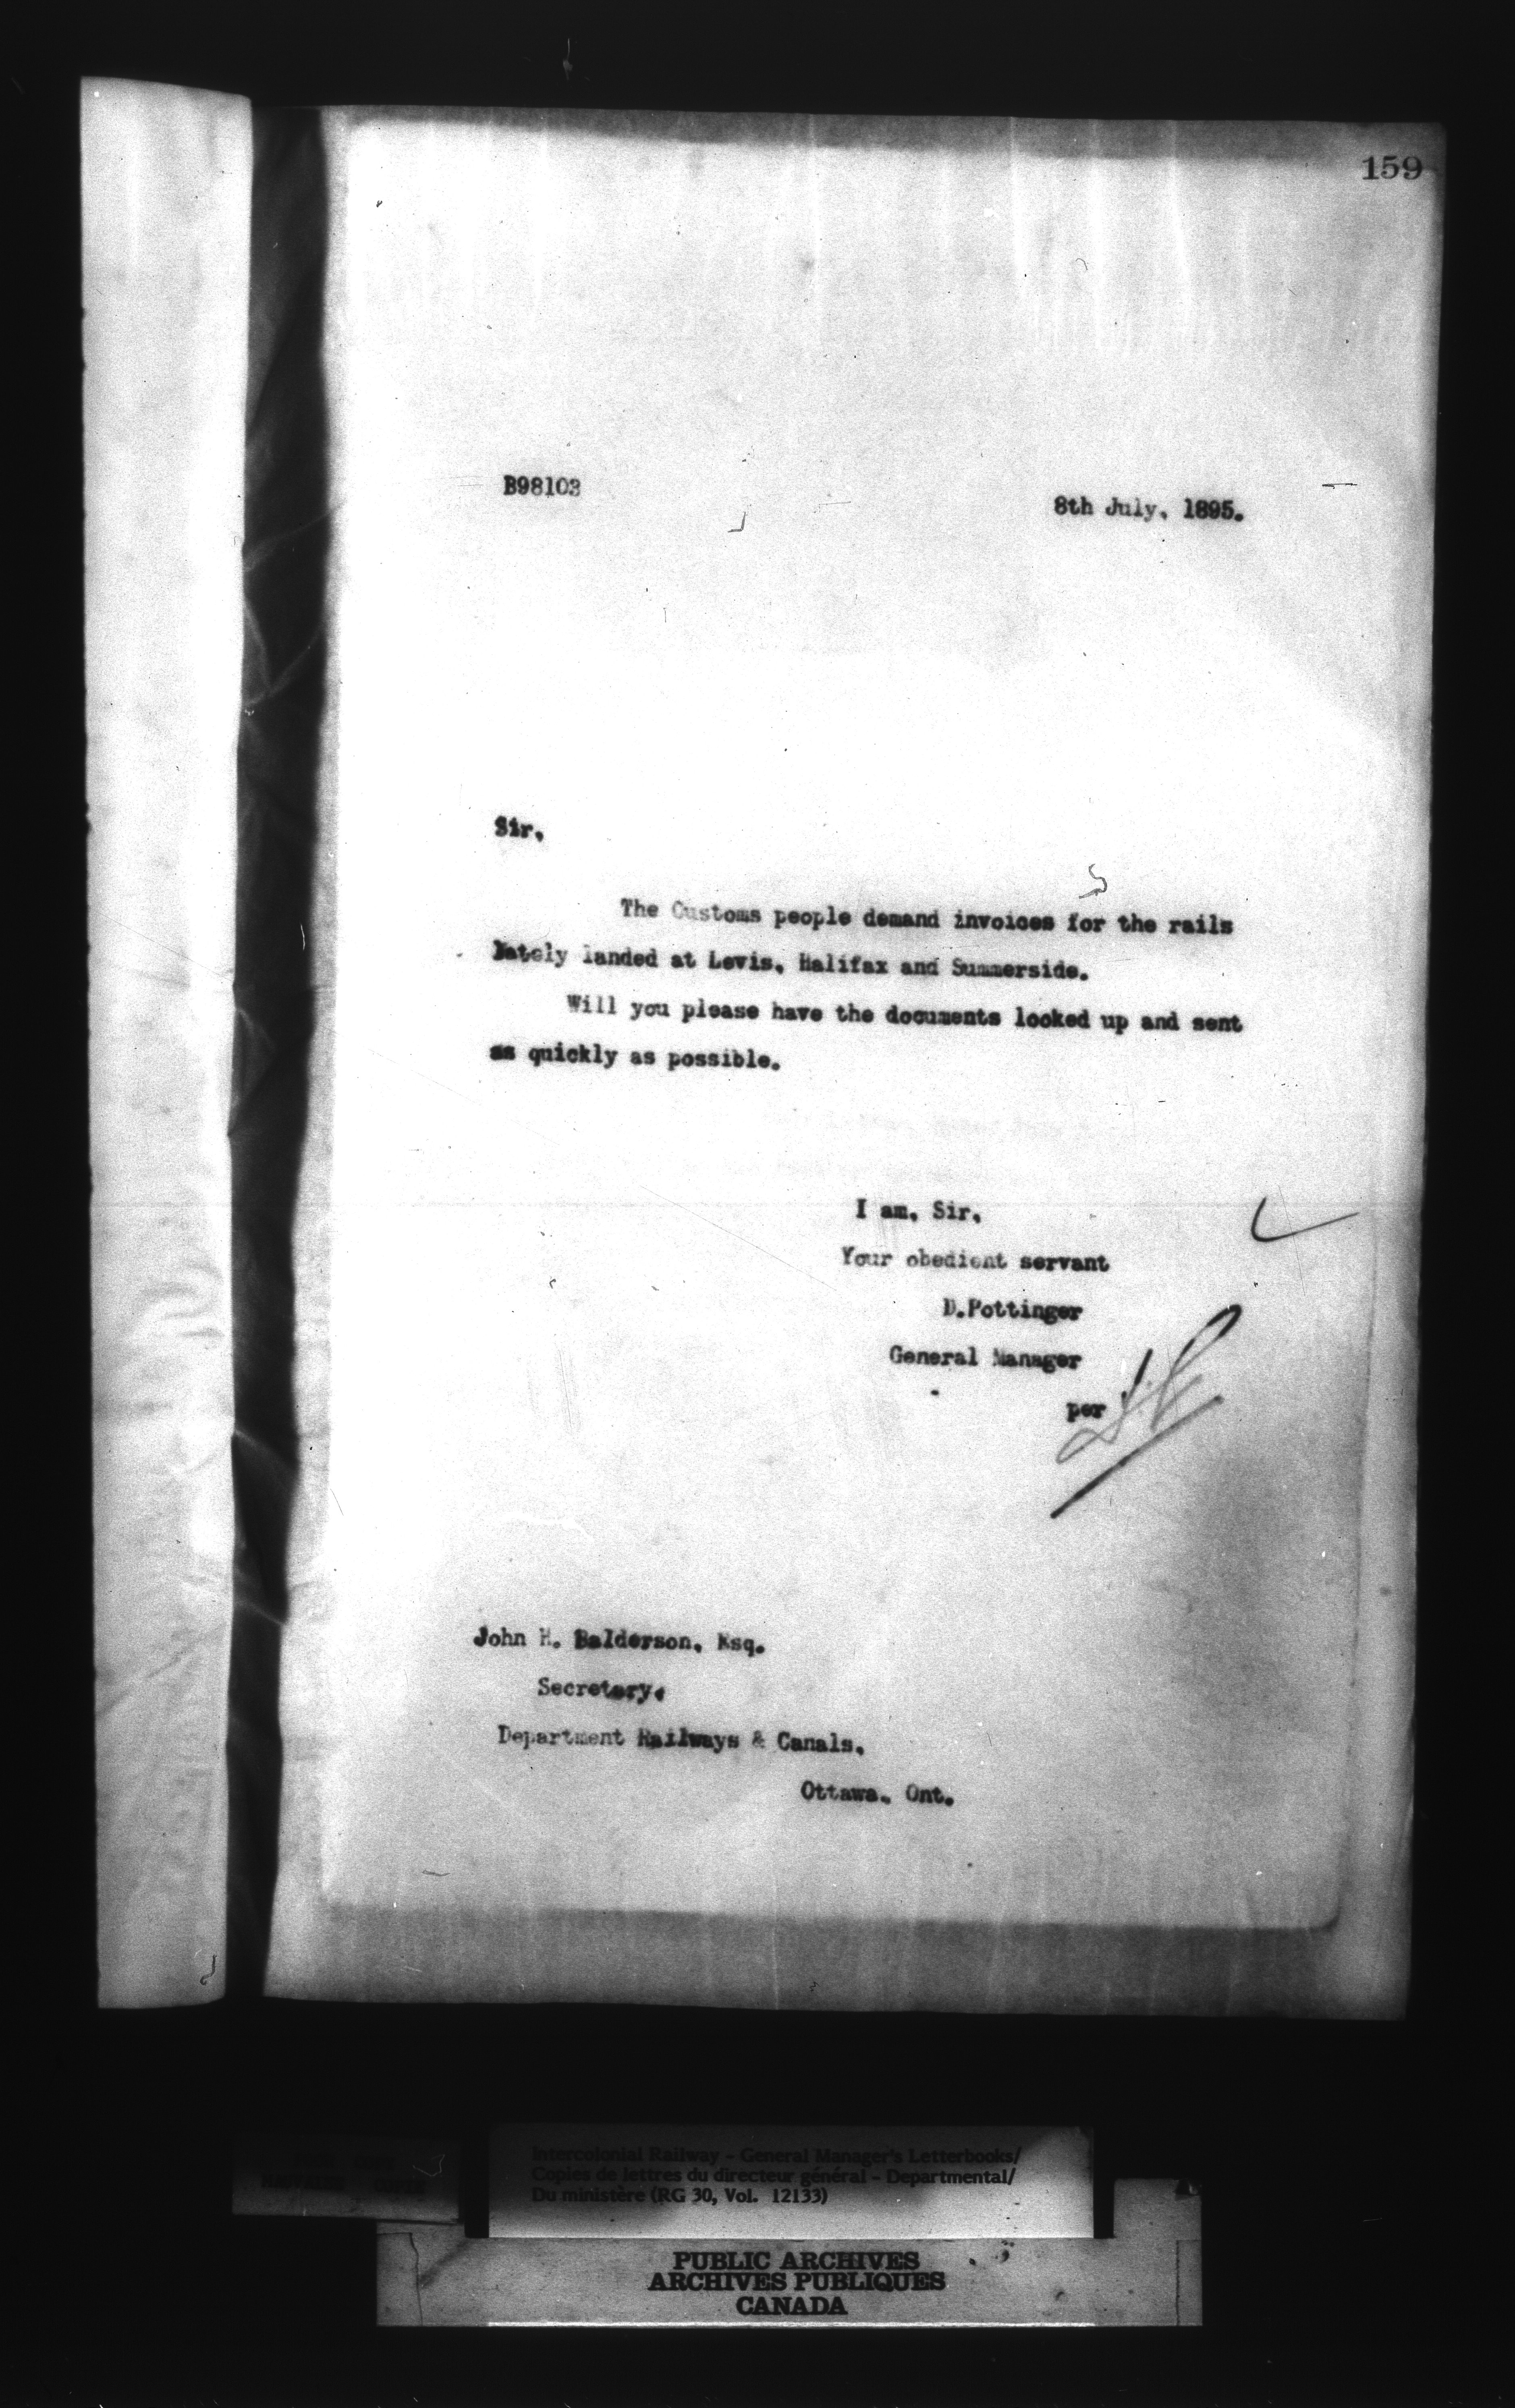 159
B98103
8th July, 1895.
Sir,
The Customs people demand invoices for the rails
lately landed at Levis, Halifax and Summerside.
Will you please have the documents looked up and sent
as quickly as possible.
I am, Sir,
Your obedient servant
D.Pottinger
General Manager
per
John H. Balderson, Esq.
Secretary,
Department Railways & Canals,
Ottawa, Ont.
Intercolonial Railway - General Manager's Letterbooks/
Copies de lettres du directeur général - Departmental/
Du ministère (RG 30, Vol. 12133)
PUBLIC ARCHIVES
ARCHIVES PUBLIQUES
CANADA